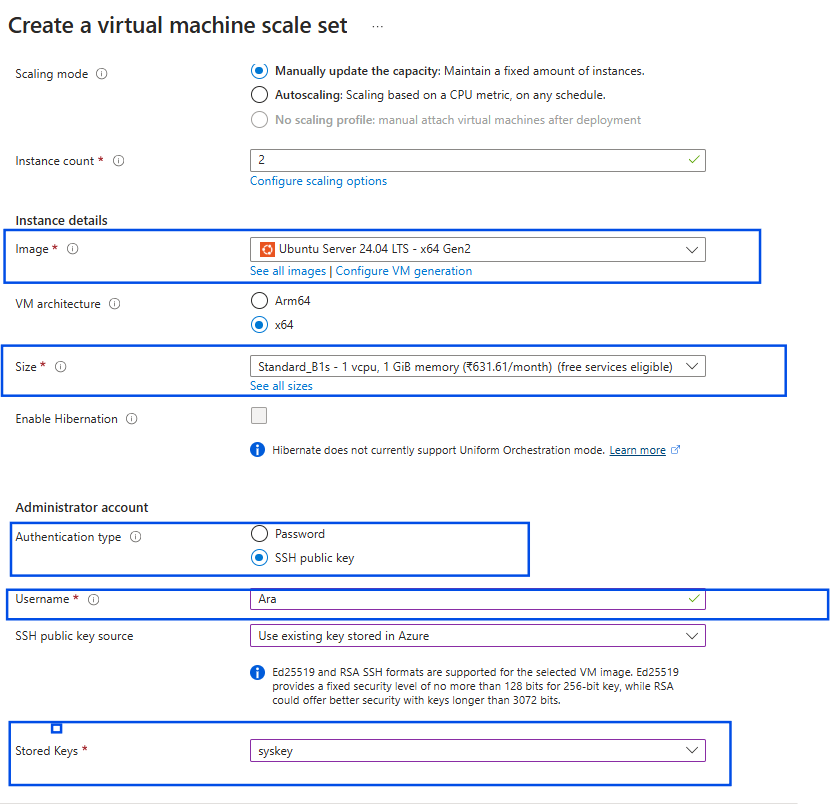 Create a virtual machine scale set ...
Scaling mode
Manually update the capacity: Maintain a fixed amount of instances.
Autoscaling: Scaling based on a CPU metric, on any schedule.
No scaling profile: manual attach virtual machines after deployment
Instance count *
2
Configure scaling options
Instance details
Image *
Ubuntu Server 24.04 LTS - x64 Gen2
See all images | Configure VM generation
VM architecture
Arm64
x64
Size *
Standard_B1s - 1 vcpu, 1 GiB memory (₹631.61/month) (free services eligible)
See all sizes
Enable Hibernation
Hibernate does not currently support Uniform Orchestration mode. Learn more
Administrator account
Authentication type
Password
SSH public key
Username *
Ara
SSH public key source
Use existing key stored in Azure
Ed25519 and RSA SSH formats are supported for the selected VM image. Ed25519
provides a fixed security level of no more than 128 bits for 256-bit key, while RSA
could offer better security with keys longer than 3072 bits.
Stored Keys *
syskey